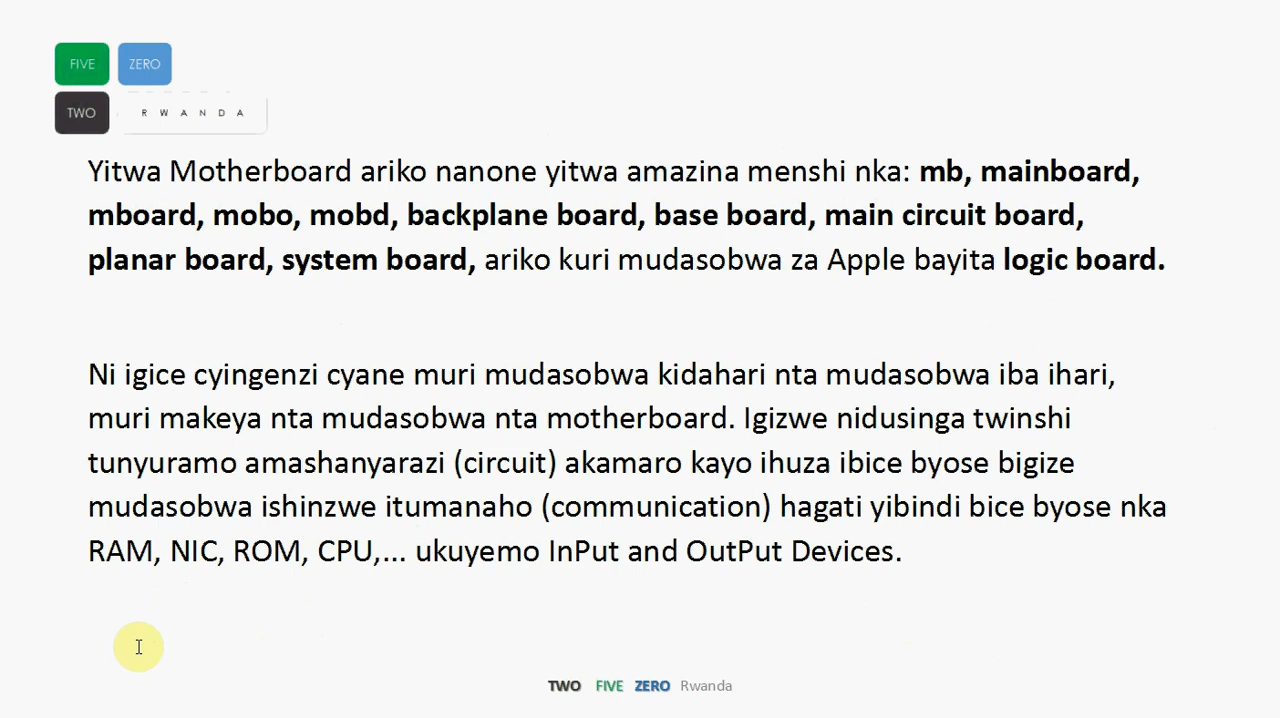 FIVE ZERO
TWO R W A N D A
Yitwa Motherboard ariko nanone yitwa amazina menshi nka: mb, mainboard,
mboard, mobo, mobd, backplane board, base board, main circuit board,
planar board, system board, ariko kuri mudasobwa za Apple bayita logic board.
Ni igice cyingenzi cyane muri mudasobwa kidahari nta mudasobwa iba ihari,
muri makeya nta mudasobwa nta motherboard. Igizwe nidusinga twinshi
tunyuramo amashanyarazi (circuit) akamaro kayo ihuza ibice byose bigize
mudasobwa ishinzwe itumanaho (communication) hagati yibindi bice byose nka
RAM, NIC, ROM, CPU,... ukuyemo InPut and OutPut Devices.
TWO FIVE ZERO Rwanda